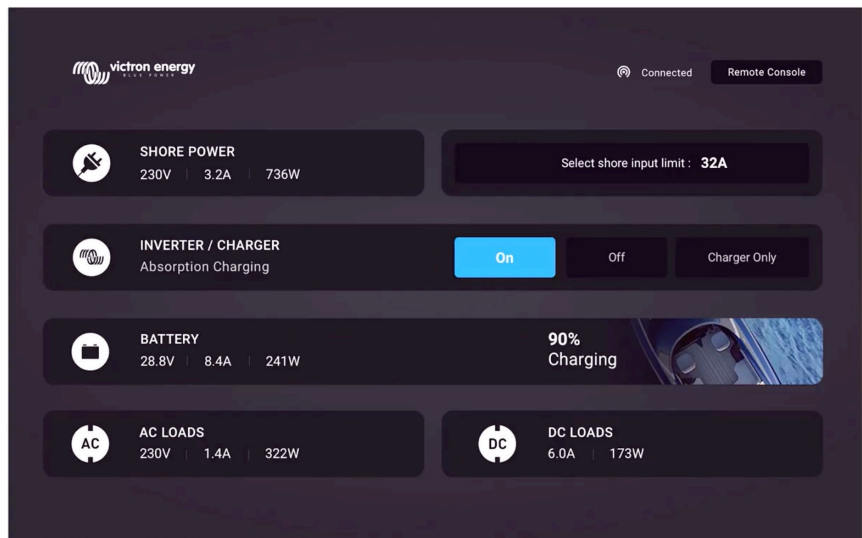 victron energy
BLUE POWER
Connected
Remote Console
SHORE POWER
230V | 3.2A | 736W
Select shore input limit : 32A
INVERTER / CHARGER
Absorption Charging
On
Off
Charger Only
BATTERY
28.8V | 8.4A | 241W
90%
Charging
AC
AC LOADS
230V | 1.4A | 322W
DC
DC LOADS
6.0A | 173W